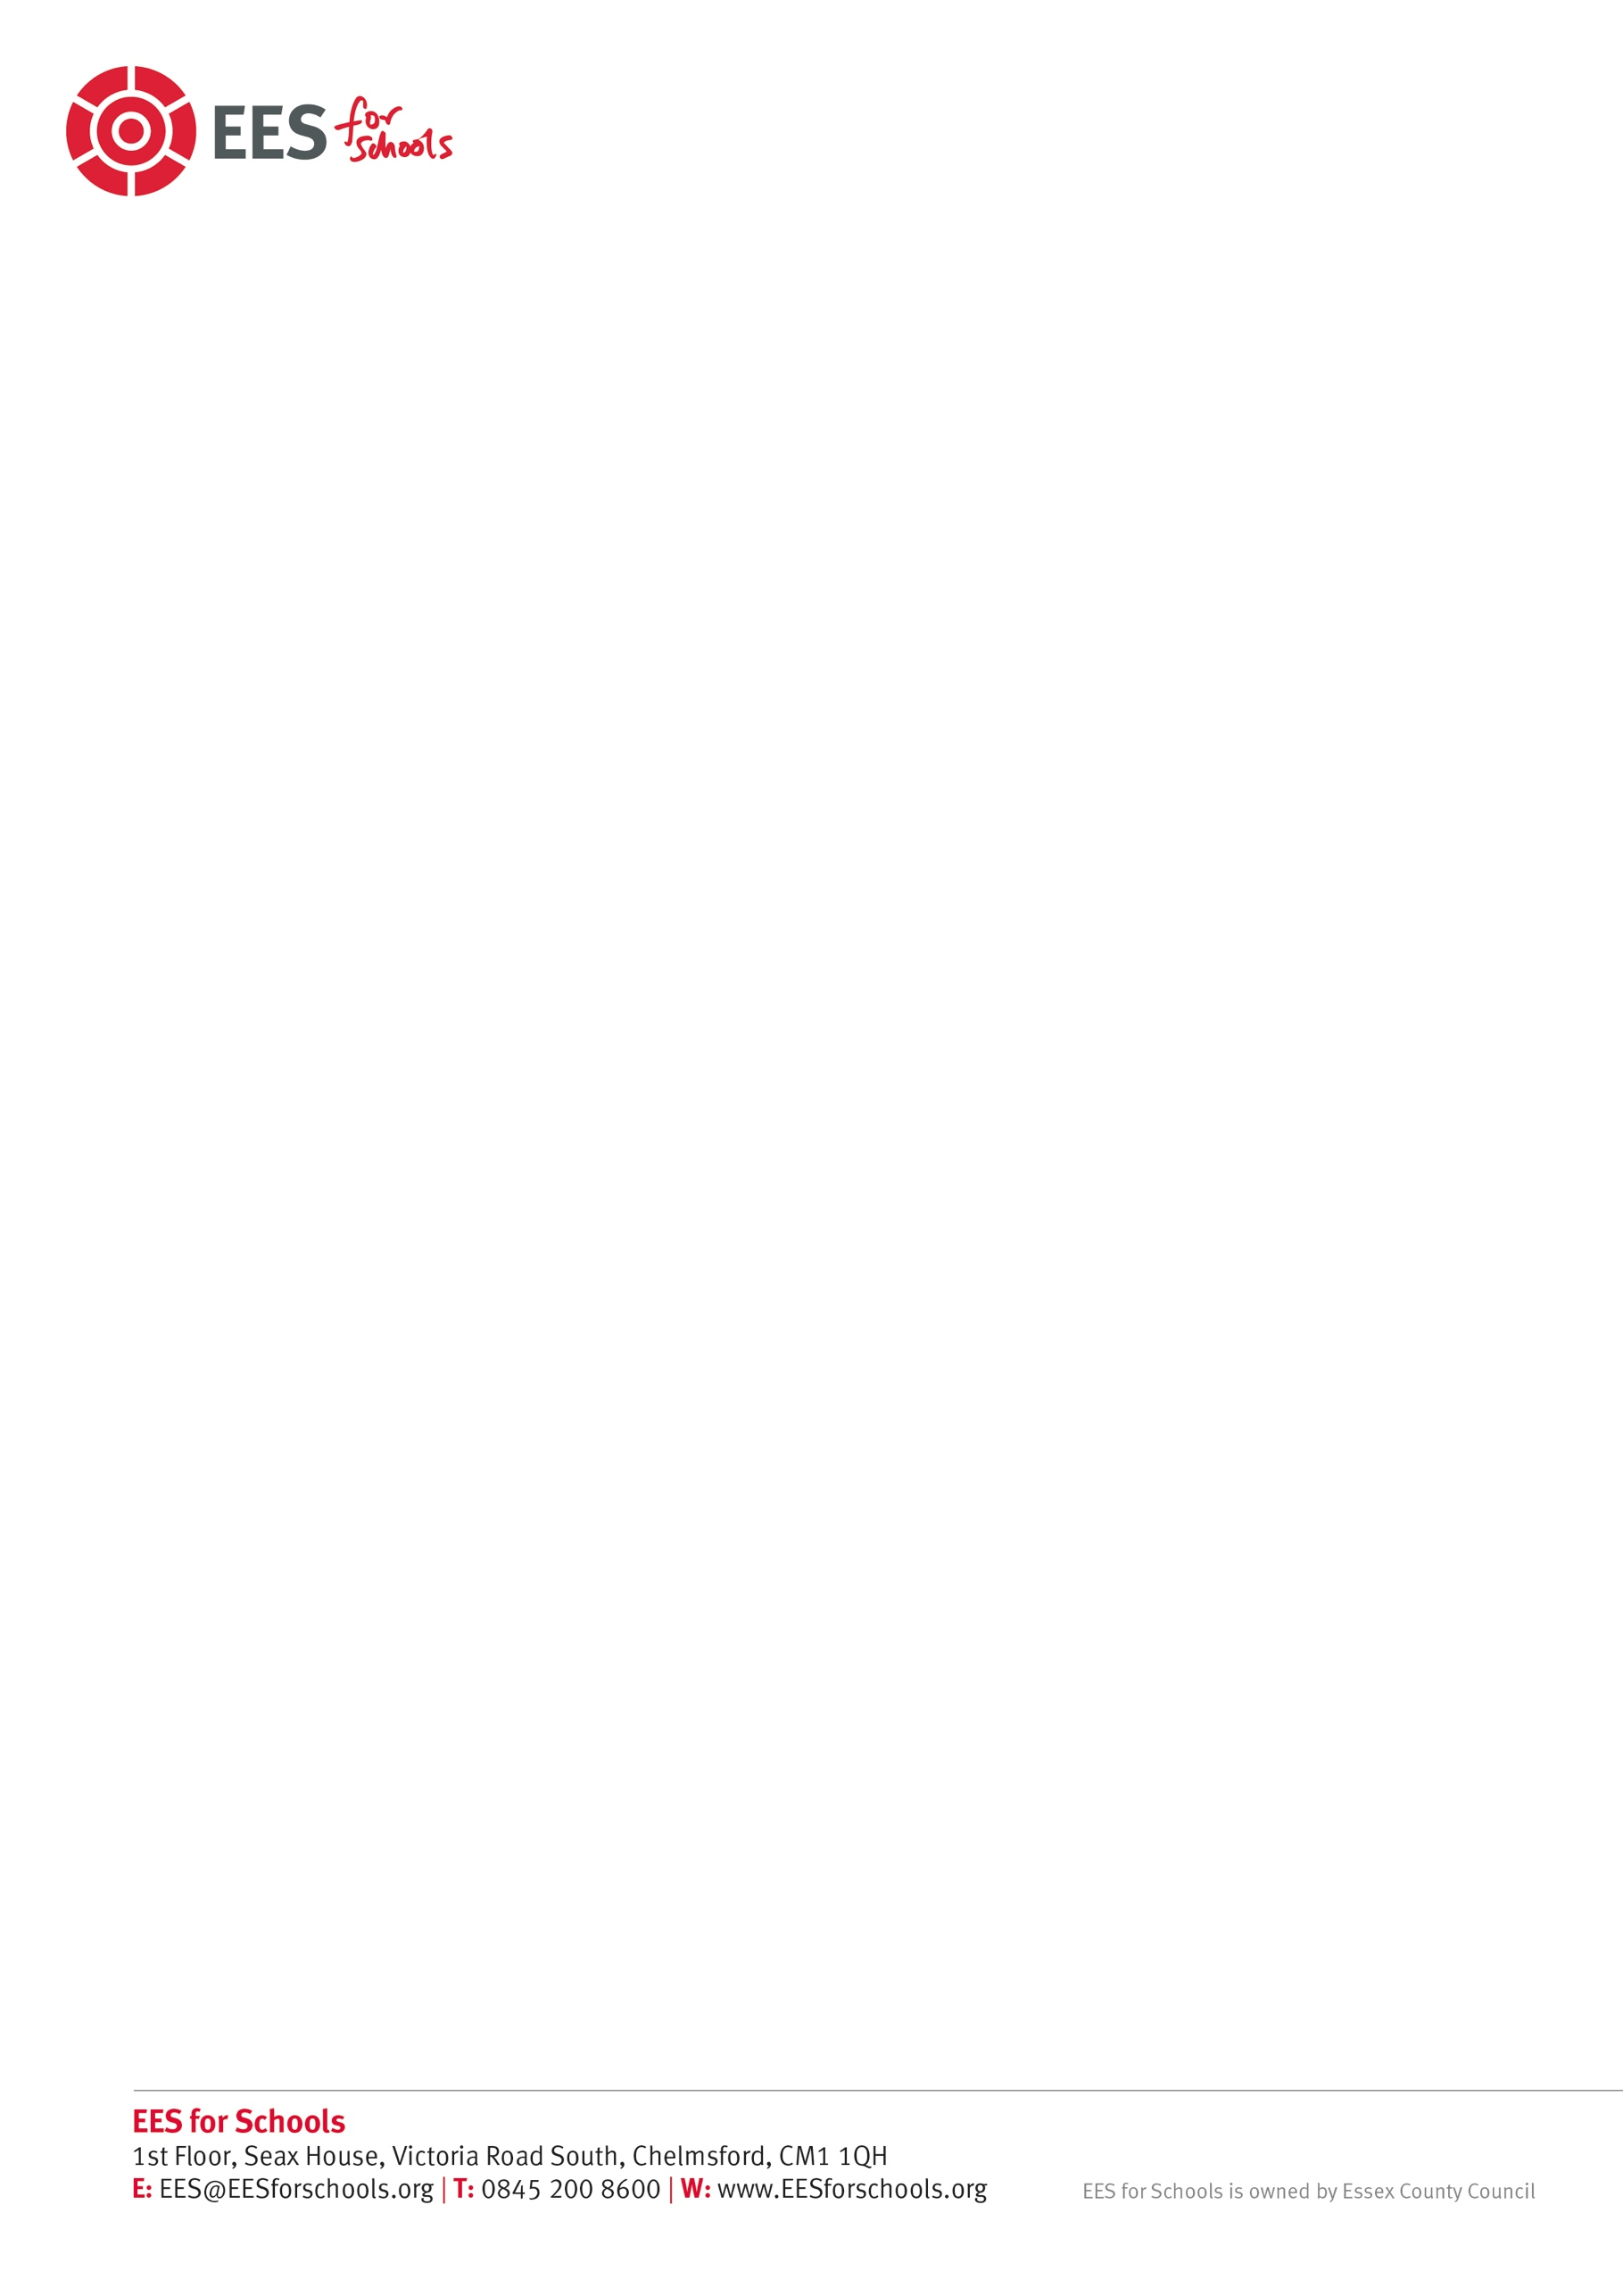 EES for schools
EES for Schools
1st Floor, Seax House, Victoria Road South, Chelmsford, CM1 1QH
E: EES@EESforschools.org | T: 0845 200 8600 | W: www.EESforschools.org
EES for Schools is owned by Essex County Council